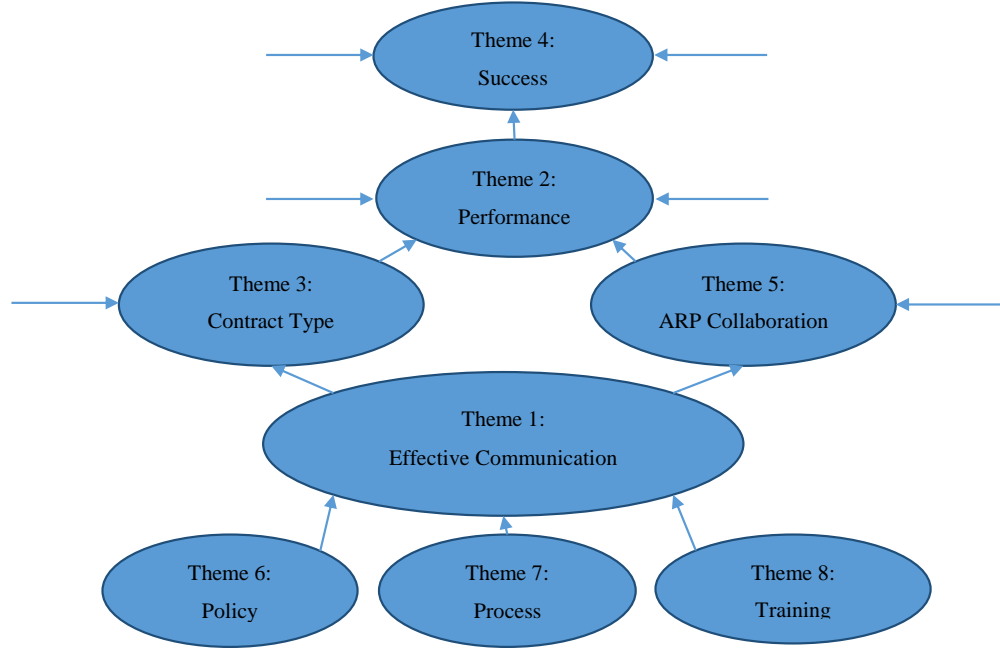 Theme 4:
Success
Theme 2:
Performance
Theme 3:
Contract Type
Theme 5:
ARP Collaboration
Theme 1:
Effective Communication
Theme 6:
Policy
Theme 7:
Process
Theme 8:
Training